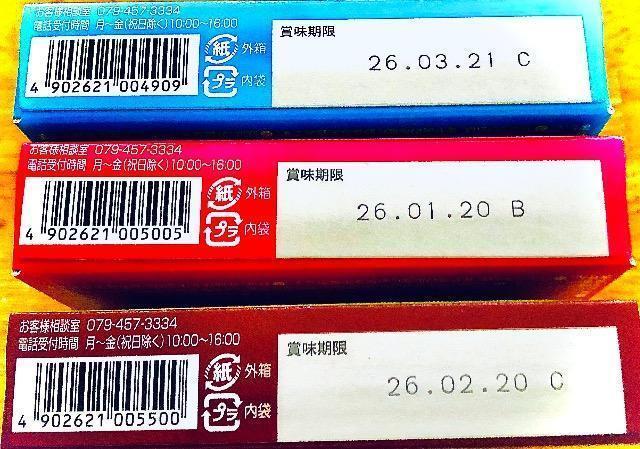 お客様相談室 079-457-3334
電話受付時間 月～金(祝日除く)10:00～16:00
4 902621 004909
紙 外箱
プラ 内袋
賞味期限
26.03.21 C
お客様相談室 079-457-3334
電話受付時間 月～金(祝日除く)10:00～16:00
4 902621 005005
紙 外箱
プラ 内袋
賞味期限
26.01.20 B
お客様相談室 079-457-3334
電話受付時間 月～金(祝日除く)10:00～16:00
4 902621 005500
紙 外箱
プラ 内袋
賞味期限
26.02.20 C